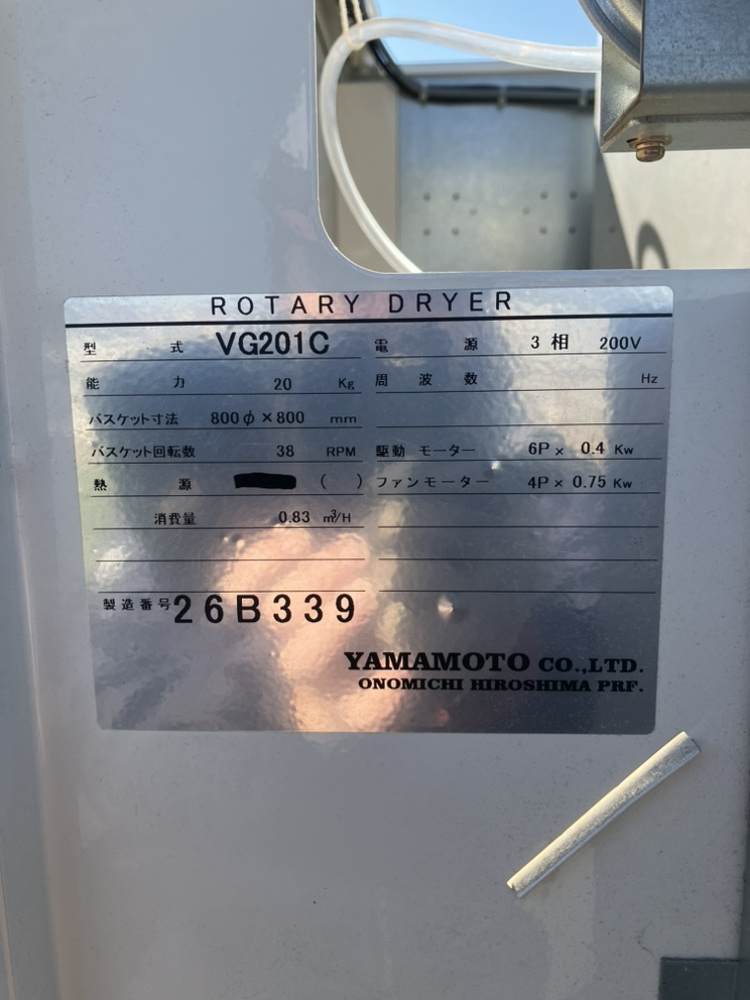 ROTARY DRYER
型 式 VG201C 電 源 3 相 200V
能 力 20 Kg 周 波 数 Hz
バスケット寸法 800φ×800 mm
バスケット回転数 38 RPM 駆動 モーター 6P× 0.4 Kw
熱 源 ( ) ファンモーター 4P× 0.75 Kw
消費量 0.83 m³/H
製造番号 26B339
YAMAMOTO CO.,LTD.
ONOMICHI HIROSHIMA PRF.